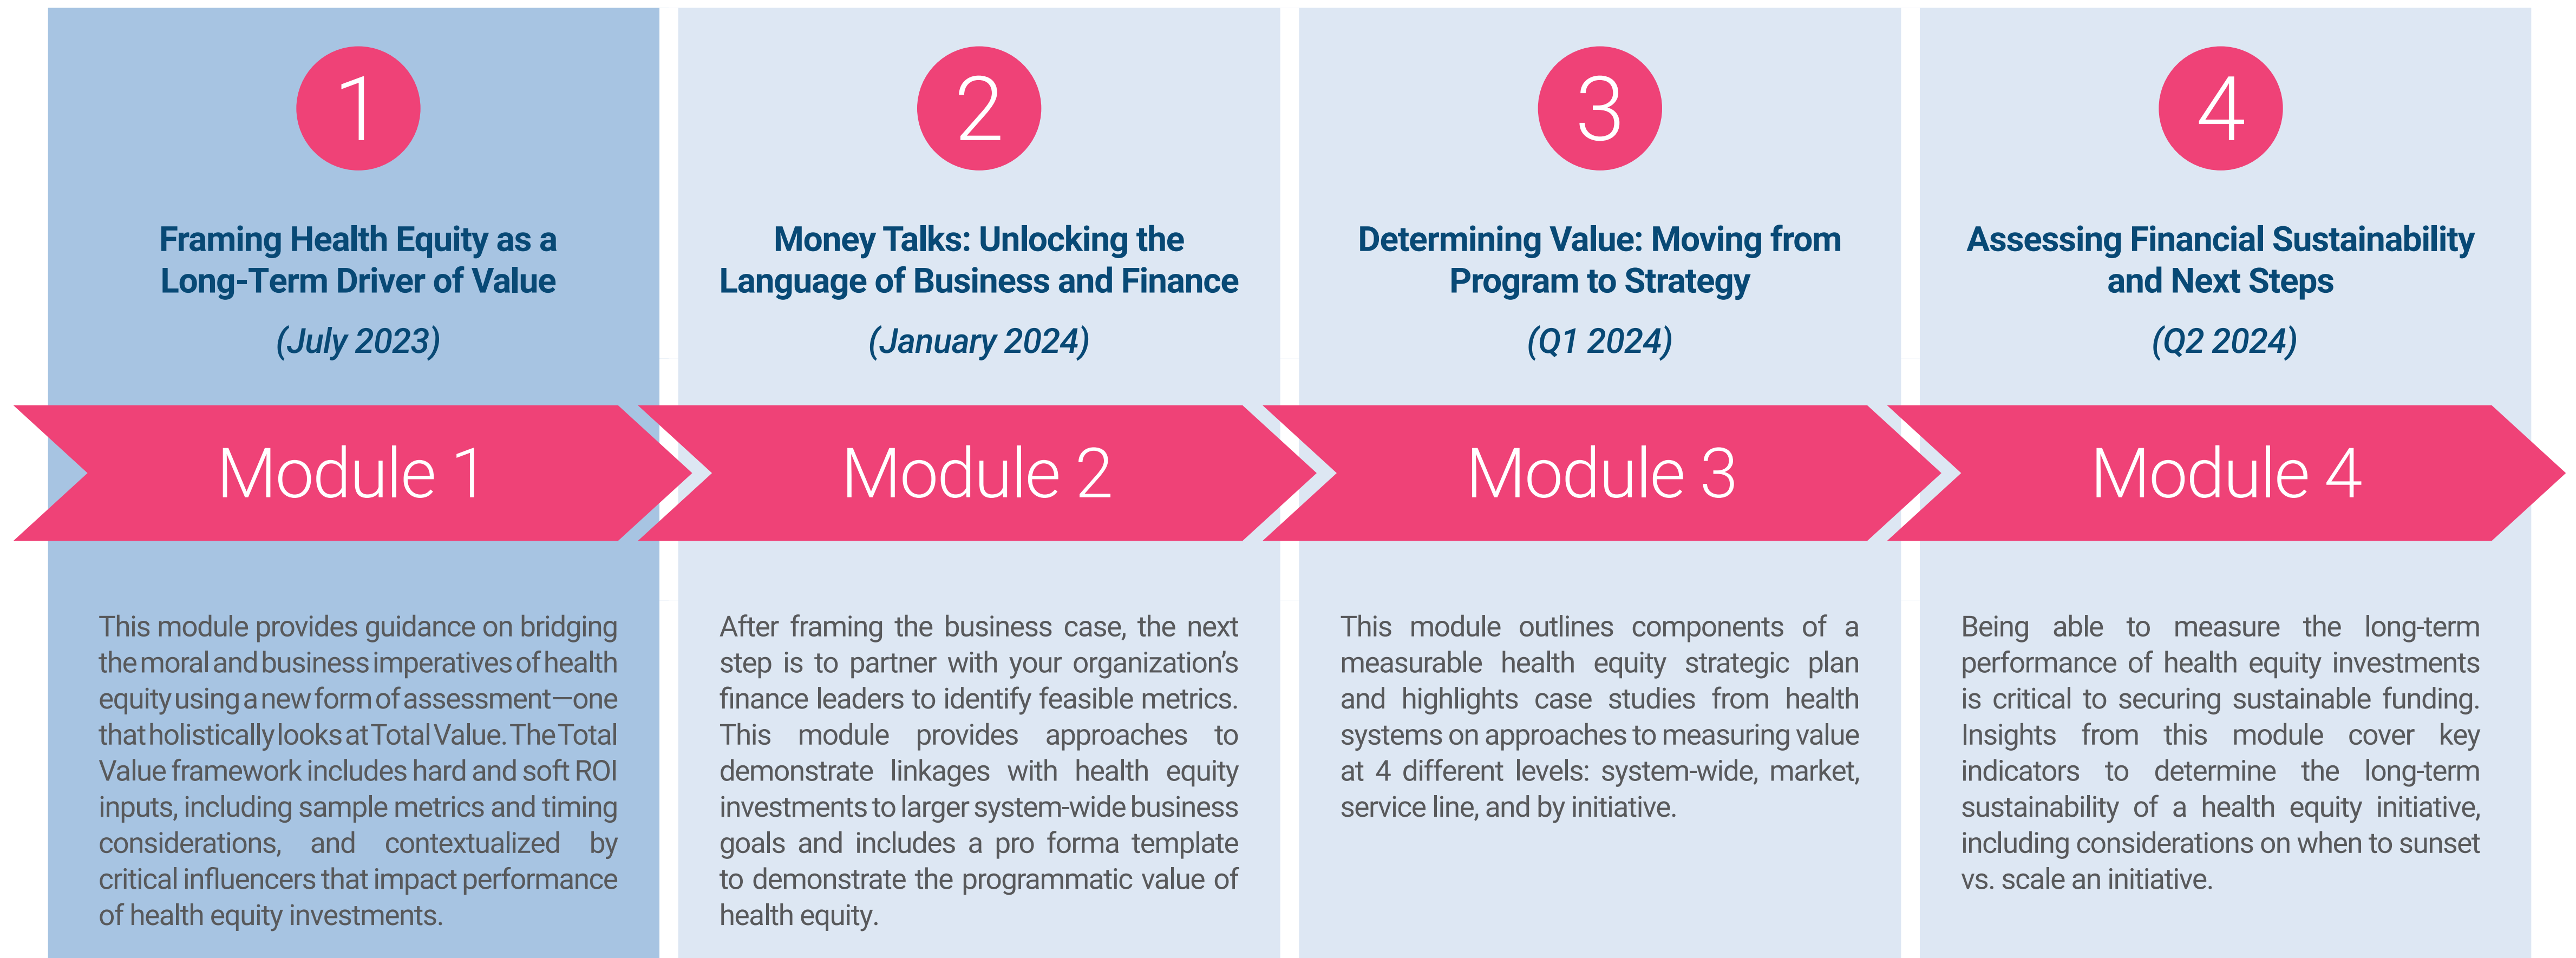 1
Framing Health Equity as a
Long-Term Driver of Value
(July 2023)
Module 1
This module provides guidance on bridging
the moral and business imperatives of health
equity using a new form of assessment—one
that holistically looks at Total Value. The Total
Value framework includes hard and soft ROI
inputs, including sample metrics and timing
considerations, and contextualized by
critical influencers that impact performance
of health equity investments.
2
Money Talks: Unlocking the
Language of Business and Finance
(January 2024)
Module 2
After framing the business case, the next
step is to partner with your organization’s
finance leaders to identify feasible metrics.
This module provides approaches to
demonstrate linkages with health equity
investments to larger system-wide business
goals and includes a pro forma template
to demonstrate the programmatic value of
health equity.
3
Determining Value: Moving from
Program to Strategy
(Q1 2024)
Module 3
This module outlines components of a
measurable health equity strategic plan
and highlights case studies from health
systems on approaches to measuring value
at 4 different levels: system-wide, market,
service line, and by initiative.
4
Assessing Financial Sustainability
and Next Steps
(Q2 2024)
Module 4
Being able to measure the long-term
performance of health equity investments
is critical to securing sustainable funding.
Insights from this module cover key
indicators to determine the long-term
sustainability of a health equity initiative,
including considerations on when to sunset
vs. scale an initiative.